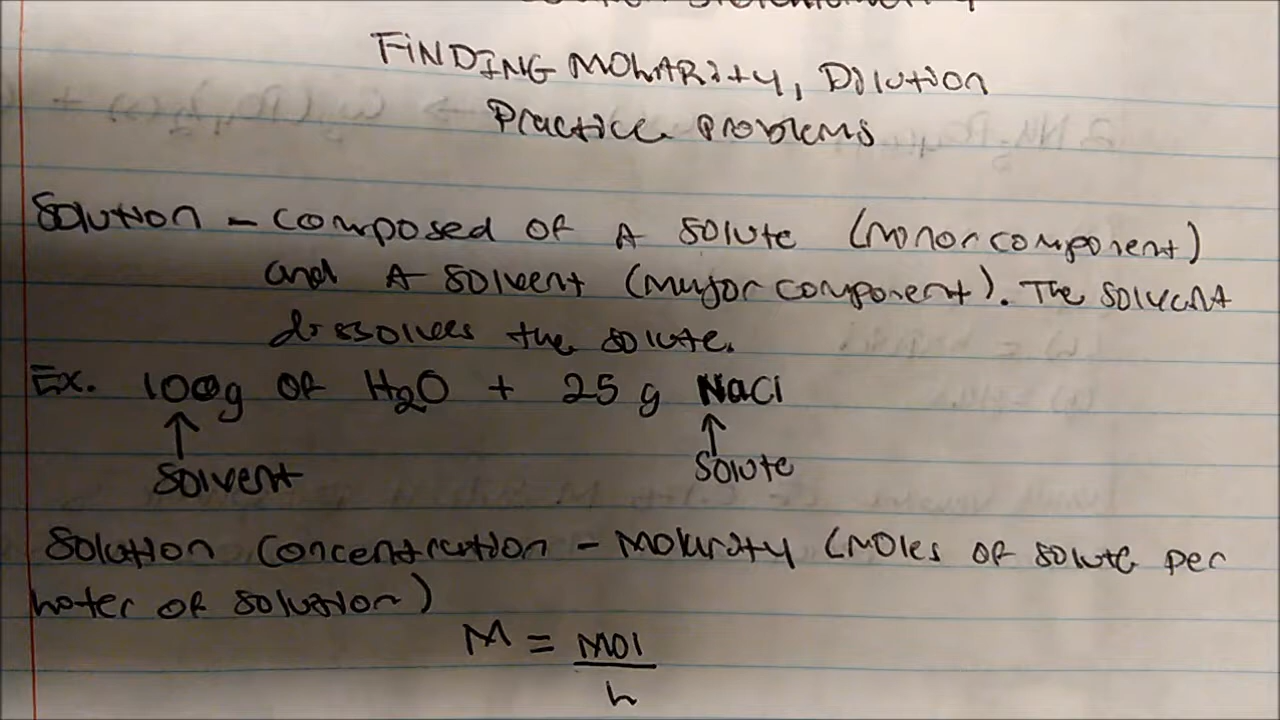 FINDING MOLARITY, DILUTION
Practice Problems
Solution - composed of A solute (minor component)
and A solvent (major component). The solvent
dissolves the solute.
Ex. 100g of H2O + 25 g NaCl
↑ ↑
Solvent Solute
Solution Concentration - Molarity (Moles of solute per
liter of solution)
M = mol
L